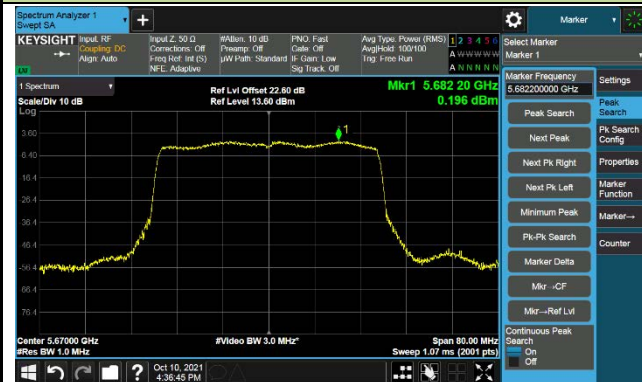 Spectrum Analyzer 1
Swept SA
Marker
KEYSIGHT
Input: RF
Coupling: DC
Align: Auto
Input Z: 50 Ω
Corrections: Off
Freq Ref: Int (S)
NFE: Adaptive
#Atten: 10 dB
Preamp: Off
µW Path: Standard
PNO: Fast
Gate: Off
IF Gain: Low
Sig Track: Off
Avg Type: Power (RMS)
Avg|Hold: 100/100
Trig: Free Run
1 2 3 4 5 6
A W W W W W
A N N N N N
Select Marker
Marker 1
LXI
1 Spectrum
Scale/Div 10 dB
Ref Lvl Offset 22.60 dB
Ref Level 13.60 dBm
Mkr1 5.682 20 GHz
0.196 dBm
Log
3.60
-6.40
-16.4
-26.4
-36.4
-46.4
-56.4
-66.4
-76.4
1
Center 5.67000 GHz
#Res BW 1.0 MHz
#Video BW 3.0 MHz*
Span 80.00 MHz
Sweep 1.07 ms (2001 pts)
Marker Frequency
5.682200000 GHz
Peak Search
Next Peak
Next Pk Right
Next Pk Left
Minimum Peak
Pk-Pk Search
Marker Delta
Mkr→CF
Mkr→Ref Lvl
Continuous Peak
Search
On
Off
Settings
Peak
Search
Pk Search
Config
Properties
Marker
Function
Marker→
Counter
?
Oct 10, 2021
4:36:45 PM